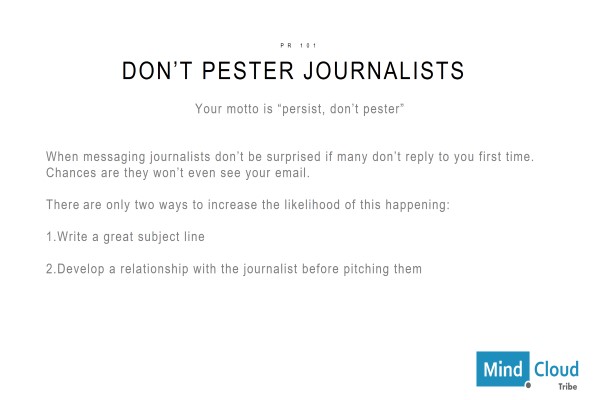 PR 101
DON’T PESTER JOURNALISTS
Your motto is “persist, don’t pester”
When messaging journalists don’t be surprised if many don’t reply to you first time.
Chances are they won’t even see your email.
There are only two ways to increase the likelihood of this happening:
1.Write a great subject line
2.Develop a relationship with the journalist before pitching them
Mind Cloud
Tribe